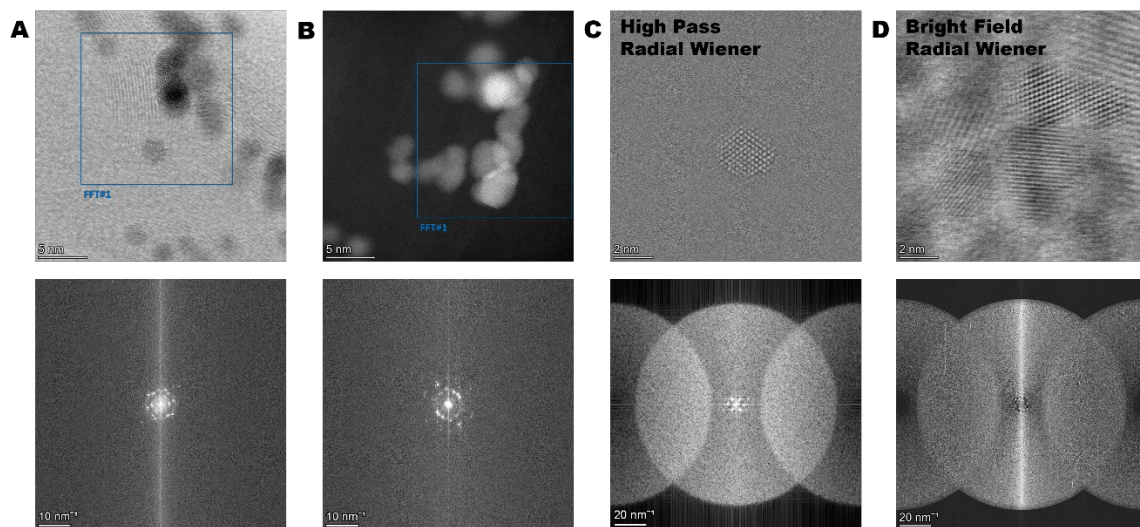 A
FFT#1
5 nm
B
FFT#1
5 nm
C
High Pass
Radial Wiener
2 nm
D
Bright Field
Radial Wiener
2 nm
10 nm⁻¹
10 nm⁻¹
20 nm⁻¹
20 nm⁻¹